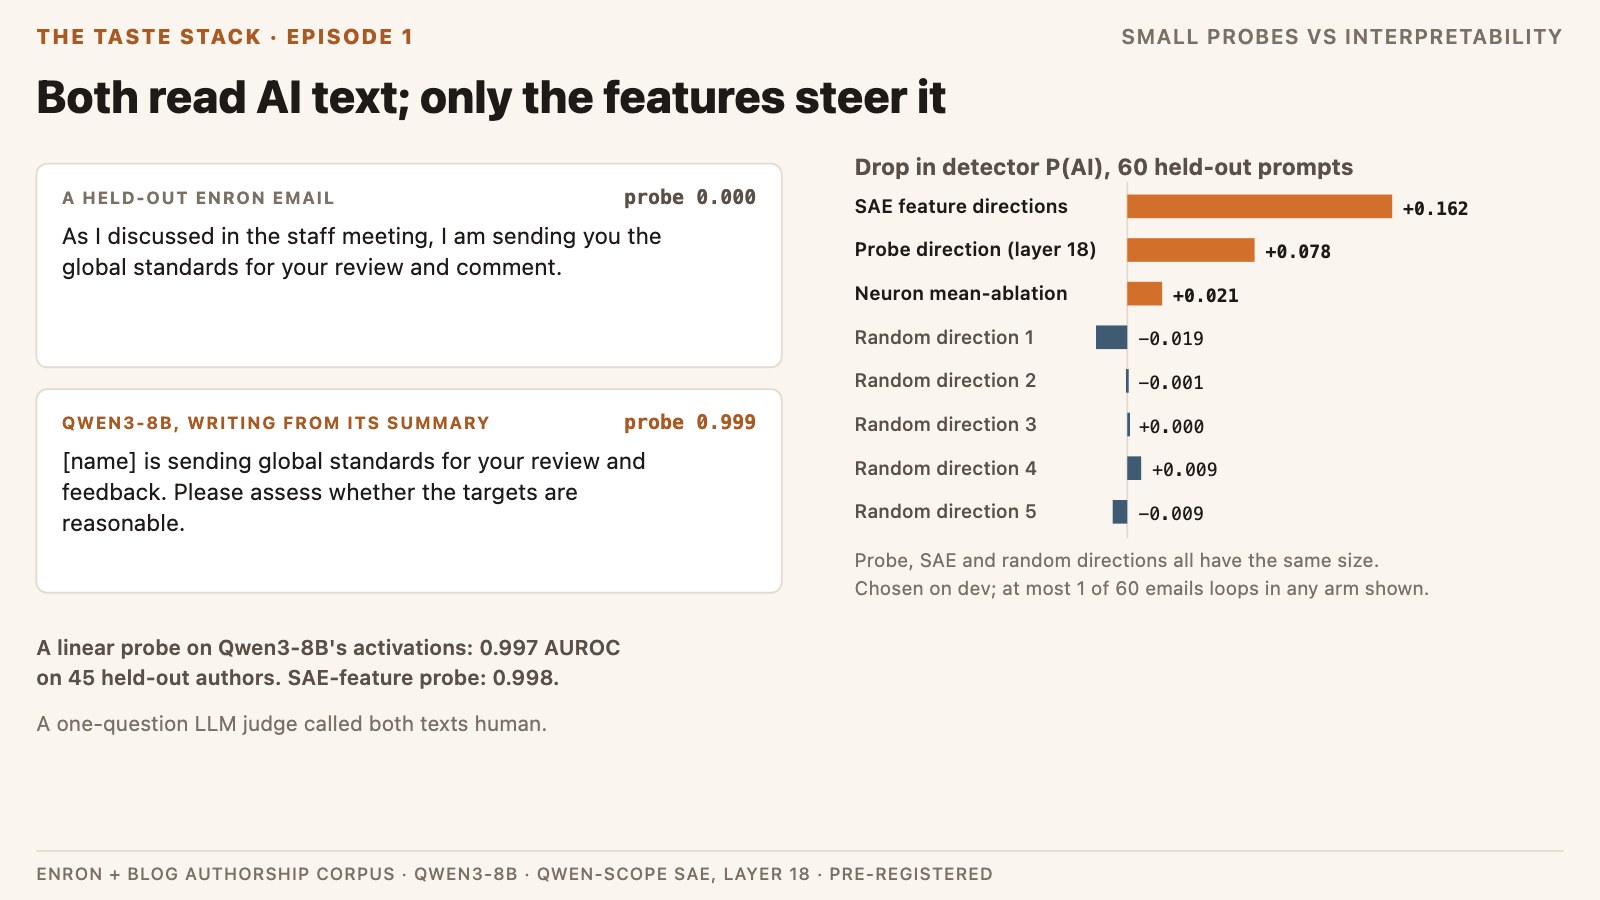 THE TASTE STACK · EPISODE 1
SMALL PROBES VS INTERPRETABILITY
Both read AI text; only the features steer it
A HELD-OUT ENRON EMAIL
probe 0.000
As I discussed in the staff meeting, I am sending you the
global standards for your review and comment.
QWEN3-8B, WRITING FROM ITS SUMMARY
probe 0.999
[name] is sending global standards for your review and
feedback. Please assess whether the targets are
reasonable.
A linear probe on Qwen3-8B's activations: 0.997 AUROC
on 45 held-out authors. SAE-feature probe: 0.998.
A one-question LLM judge called both texts human.
Drop in detector P(AI), 60 held-out prompts
SAE feature directions +0.162
Probe direction (layer 18) +0.078
Neuron mean-ablation +0.021
Random direction 1 −0.019
Random direction 2 −0.001
Random direction 3 +0.000
Random direction 4 +0.009
Random direction 5 −0.009
Probe, SAE and random directions all have the same size.
Chosen on dev; at most 1 of 60 emails loops in any arm shown.
ENRON + BLOG AUTHORSHIP CORPUS · QWEN3-8B · QWEN-SCOPE SAE, LAYER 18 · PRE-REGISTERED